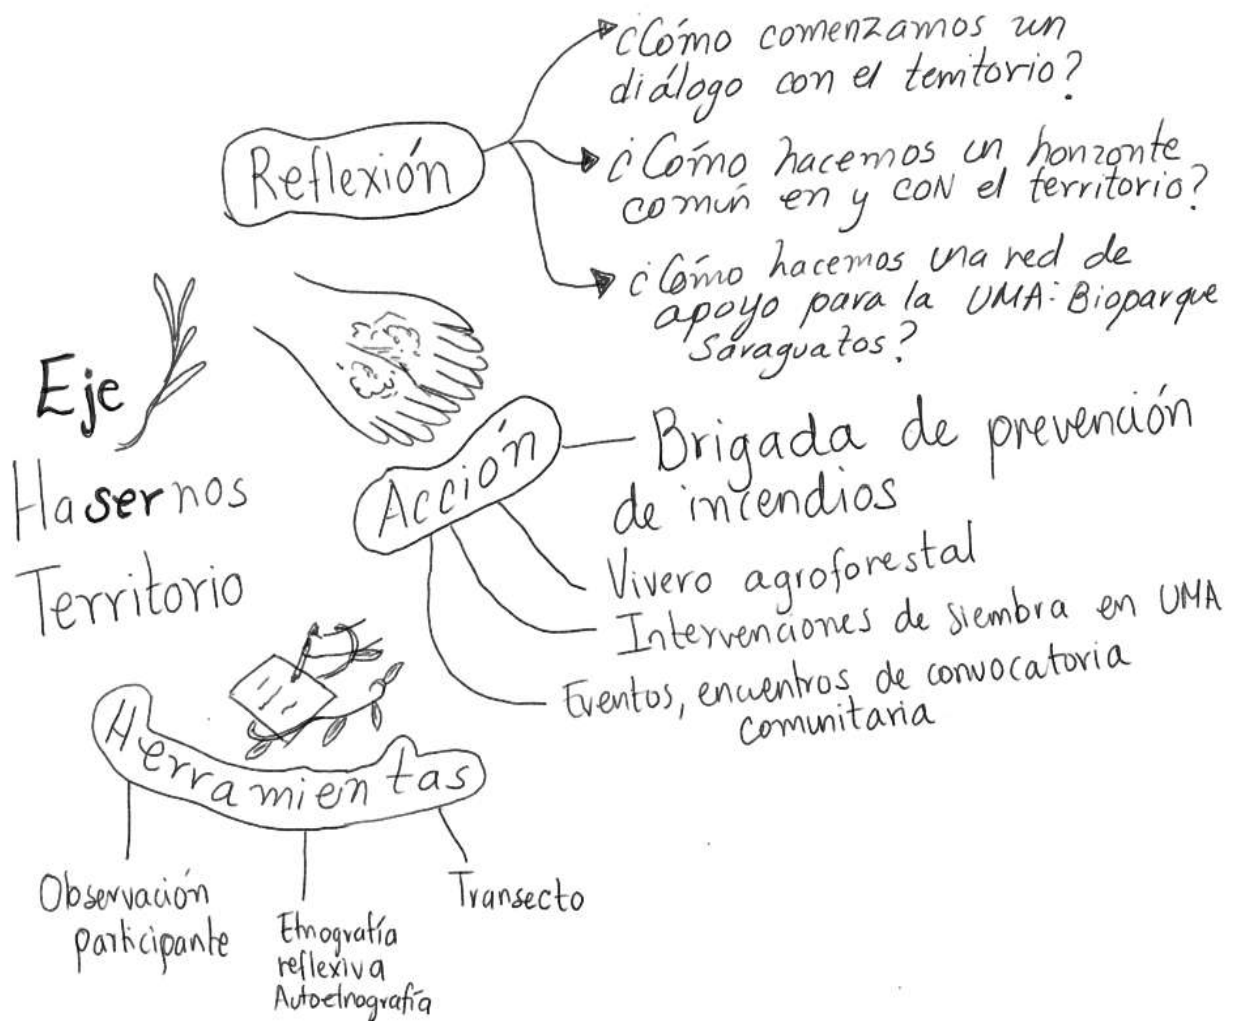 Reflexión
¿Cómo comenzamos un
diálogo con el territorio?
¿Cómo hacemos un horizonte
común en y CON el territorio?
¿Cómo hacemos una red de
apoyo para la UMA: Bioparque
Saraguatos?
Eje
Hasernos
Territorio
Acción
Brigada de prevención
de incendios
Vivero agroforestal
Intervenciones de siembra en UMA
Eventos, encuentros de convocatoria
comunitaria
Herramientas
Observación
participante
Etnografía
reflexiva
Autoetnografía
Transecto